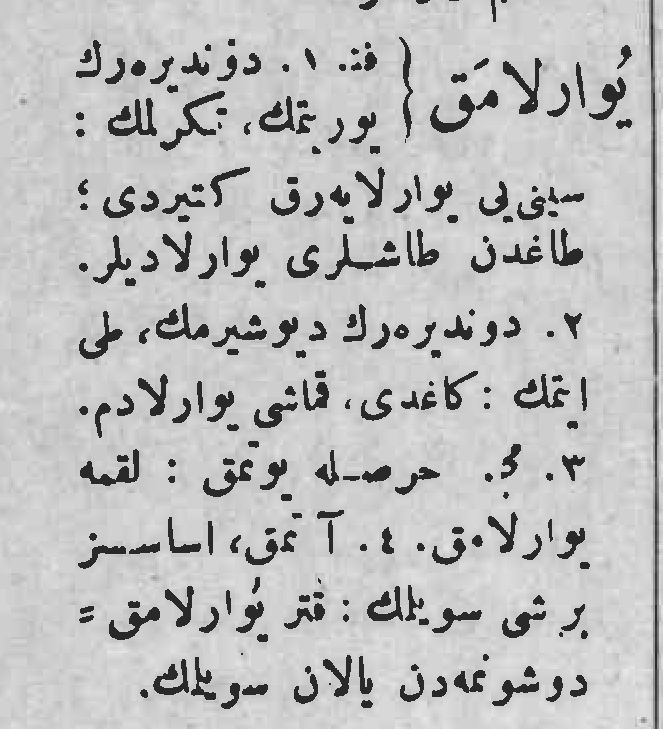 يُوارلامَق { فذ. ١. دوندیره‌رك
یوریتمك، تکرلمك :
سینی‌یی یوارلایه‌رق کتیردی ؛
طاغدن طاشلری یوارلادیلر.
٢. دوندیره‌رك دیوشیرمك، طی
ایتمك : کاغدی، قماشی یوارلادم.
٣. مج. حرصله یوتمق : لقمه
یوارلامق. ٤. آتمق، اساسسز
بر شی سویلمك : فتر يُوارلامق =
دوشونمه‌دن یالان سویلمك.